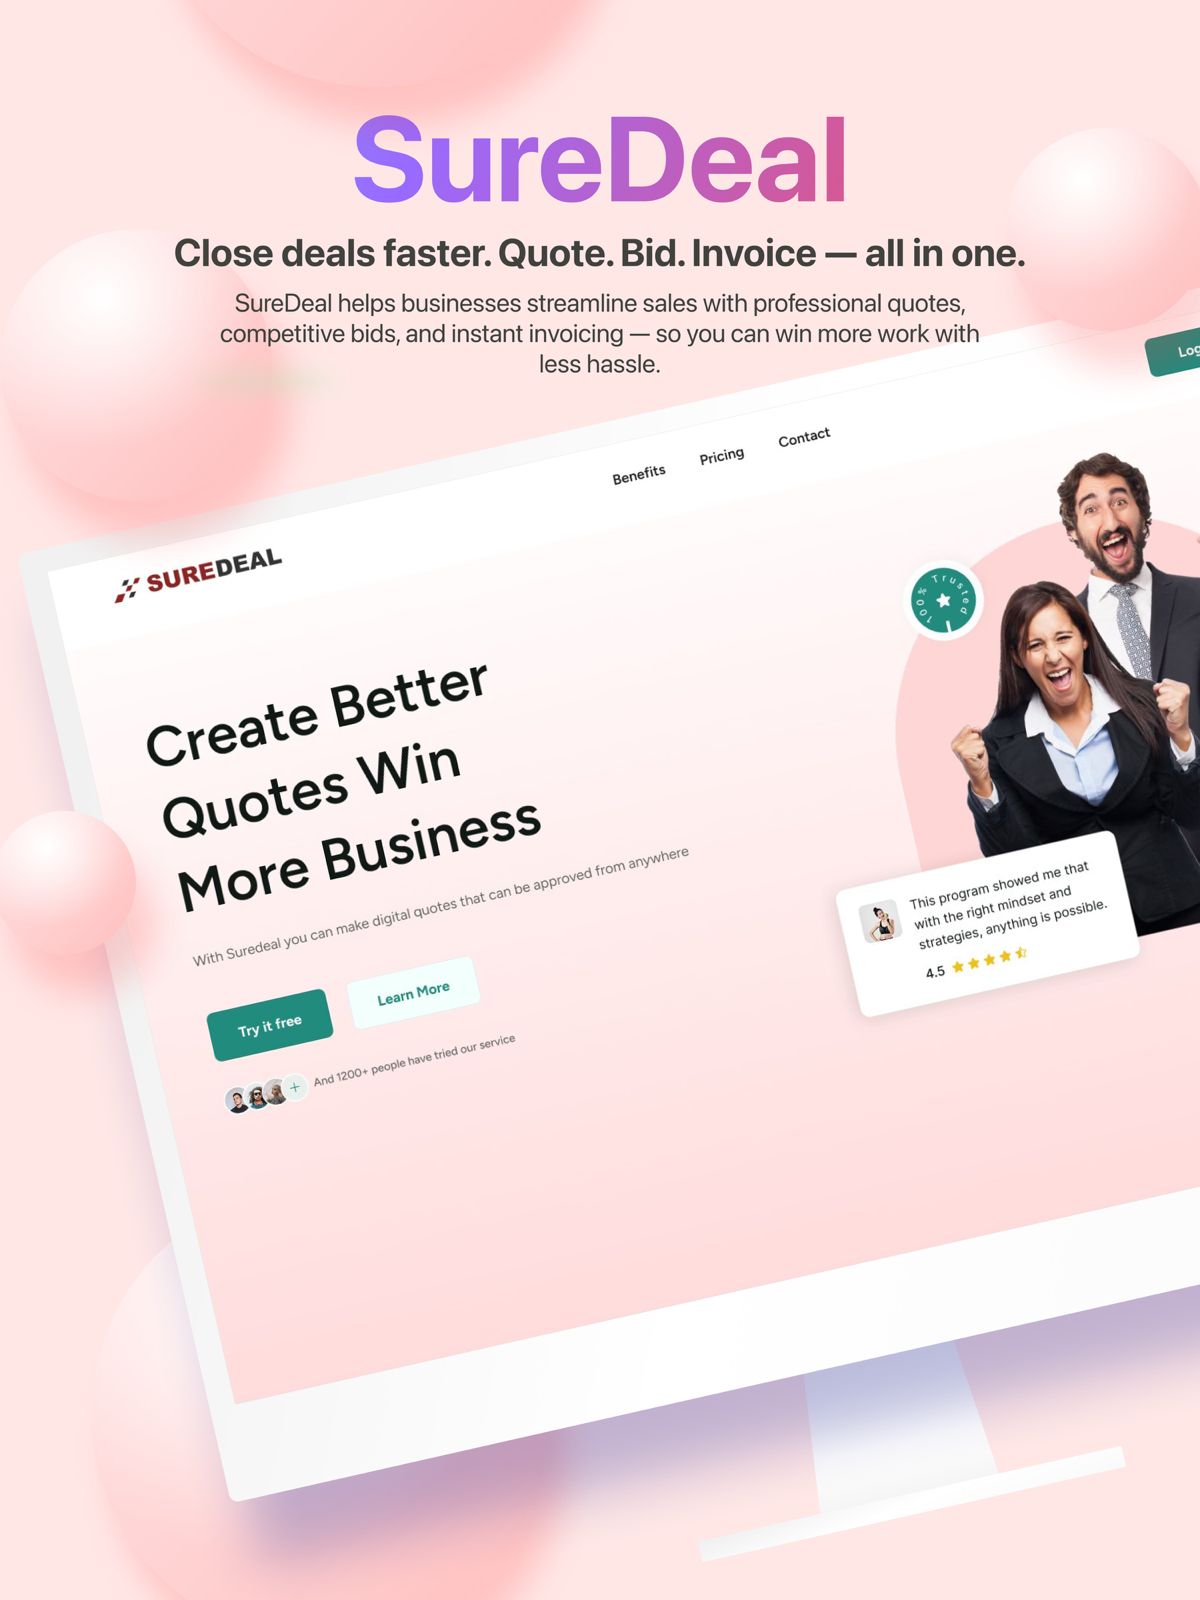 SureDeal
Close deals faster. Quote. Bid. Invoice — all in one.
SureDeal helps businesses streamline sales with professional quotes,
competitive bids, and instant invoicing — so you can win more work with
less hassle.
Log
Benefits Pricing Contact
SUREDEAL
100% Trusted
Create Better
Quotes Win
More Business
With Suredeal you can make digital quotes that can be approved from anywhere
This program showed me that
with the right mindset and
strategies, anything is possible.
4.5
Try it free
Learn More
And 1200+ people have tried our service